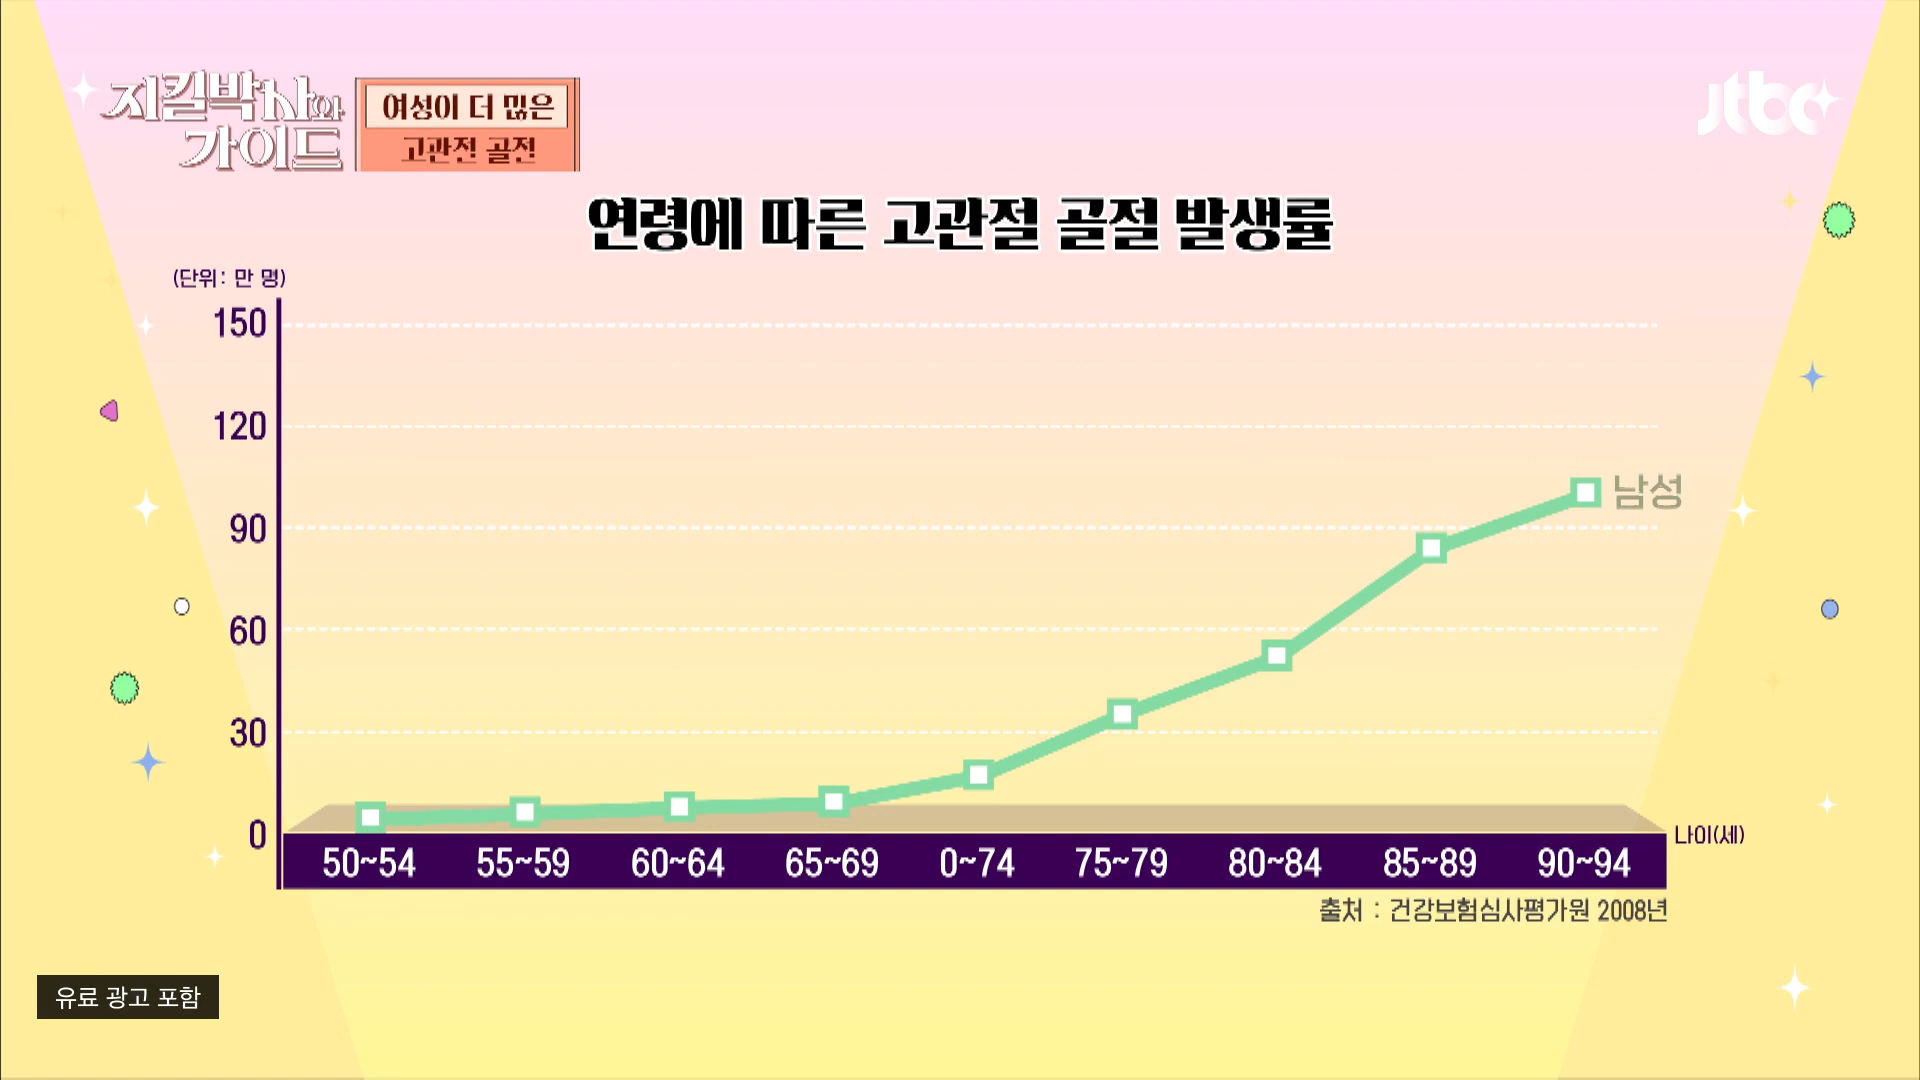 지킬박사와
가이드
여성이 더 많은
고관전 골전
jtbc
연령에 따른 고관절 골절 발생률
(단위: 만 명)
150
120
90
60
30
0
남성
50~54 55~59 60~64 65~69 0~74 75~79 80~84 85~89 90~94
나이(세)
출처 : 건강보험심사평가원 2008년
유료 광고 포함